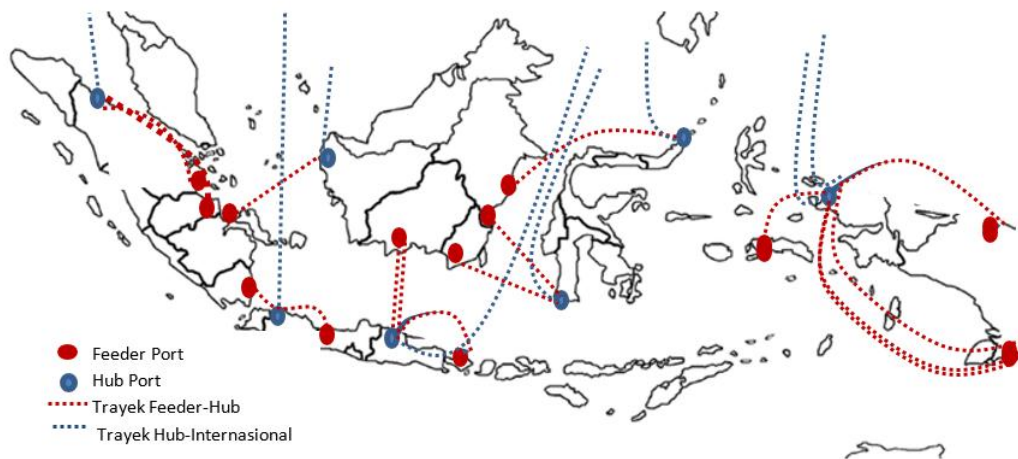 Feeder Port
Hub Port
Trayek Feeder-Hub
Trayek Hub-Internasional